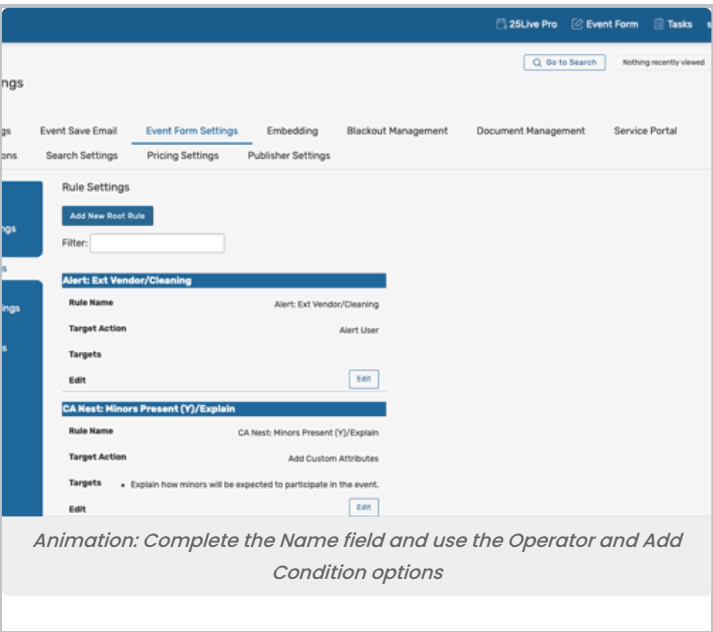 25Live Pro Event Form Tasks s
Go to Search Nothing recently viewed
ngs
gs Event Save Email Event Form Settings Embedding Blackout Management Document Management Service Portal
ons Search Settings Pricing Settings Publisher Settings
Rule Settings
Add New Root Rule
ngs
Filter:
s
Alert: Ext Vendor/Cleaning
Rule Name Alert: Ext Vendor/Cleaning
ings
Target Action Alert User
s
Targets
Edit Edit
CA Nest: Minors Present (Y)/Explain
Rule Name CA Nest: Minors Present (Y)/Explain
Target Action Add Custom Attributes
Targets • Explain how minors will be expected to participate in the event.
Edit Edit
Animation: Complete the Name field and use the Operator and Add
Condition options